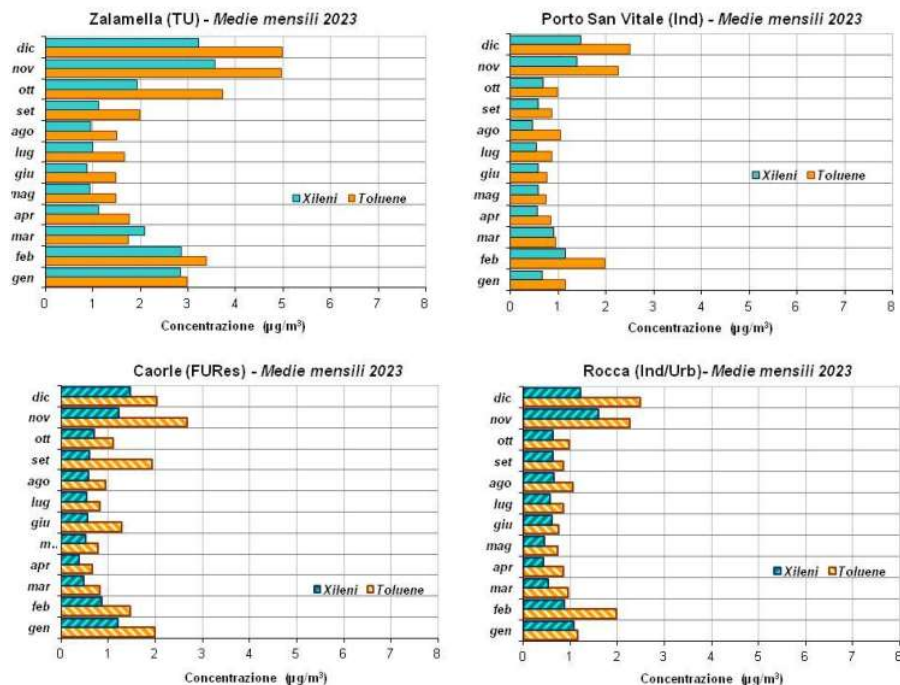 Zalamella (TU) - Medie mensili 2023
dic
nov
ott
set
ago
lug
giu
mag
apr
mar
feb
gen
Xileni Toluene
0 1 2 3 4 5 6 7 8
Concentrazione (µg/m³)
Porto San Vitale (Ind) - Medie mensili 2023
dic
nov
ott
set
ago
lug
giu
mag
apr
mar
feb
gen
Xileni Toluene
0 1 2 3 4 5 6 7 8
Concentrazione (µg/m³)
Caorle (FURes) - Medie mensili 2023
dic
nov
ott
set
ago
lug
giu
m..
apr
mar
feb
gen
Xileni Toluene
0 1 2 3 4 5 6 7 8
Concentrazione (µg/m³)
Rocca (Ind/Urb)- Medie mensili 2023
dic
nov
ott
set
ago
lug
giu
mag
apr
mar
feb
gen
Xileni Toluene
0 1 2 3 4 5 6 7 8
Concentrazione (µg/m³)